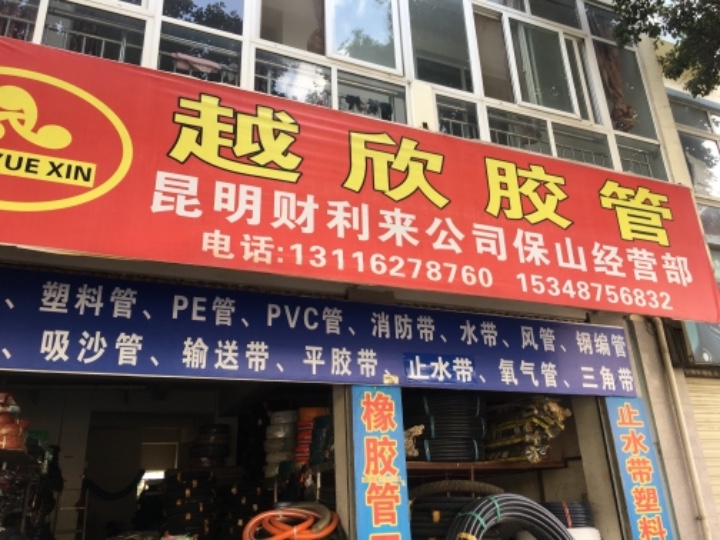 YUE XIN
越欣胶管
昆明财利来公司保山经营部
电话:13116278760 15348756832
、塑料管、PE管、PVC管、消防带、水带、风管、钢编管
、吸沙管、输送带、平胶带、止水带、氧气管、三角带
橡胶管
止水带塑料